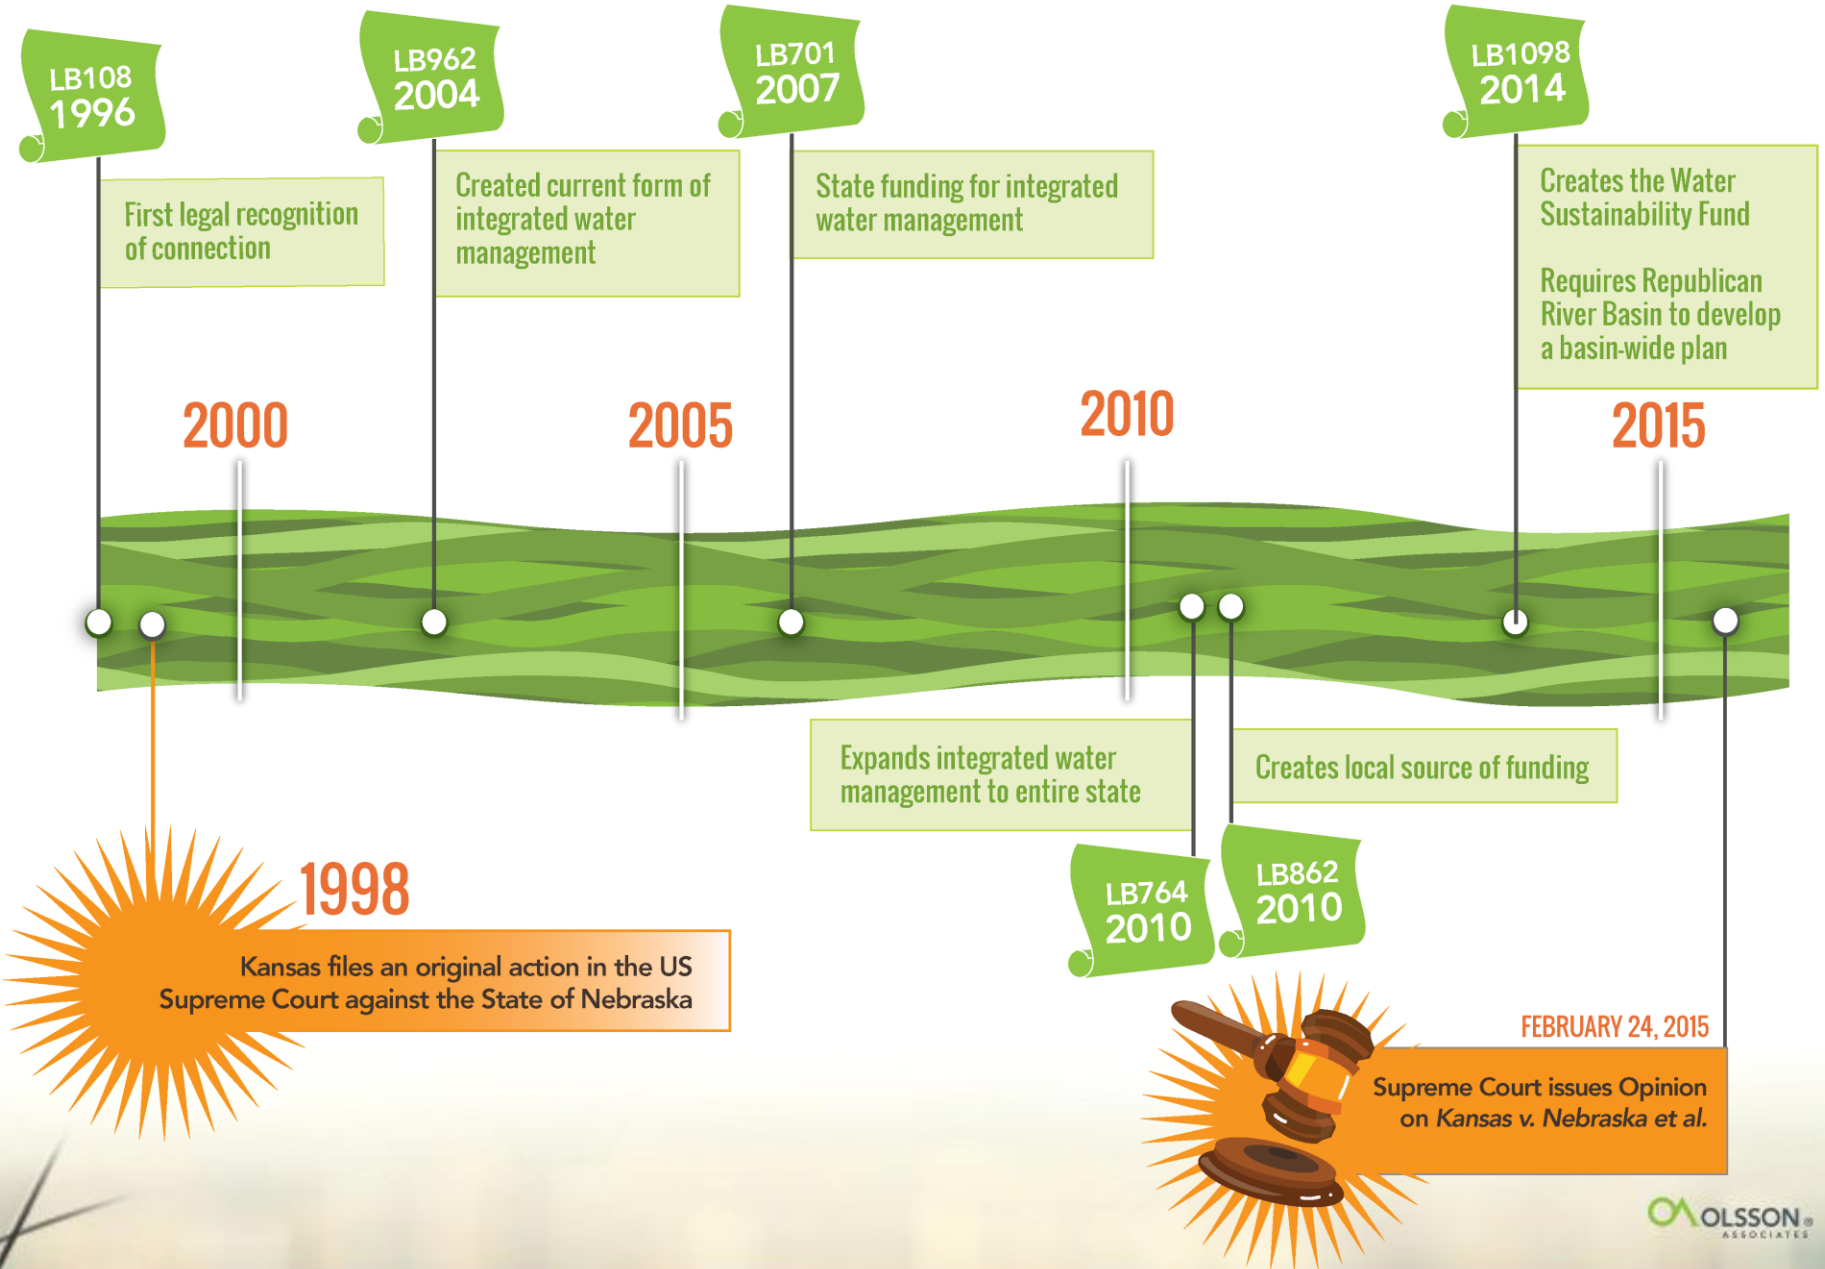 LB108
1996
First legal recognition
of connection
LB962
2004
Created current form of
integrated water
management
LB701
2007
State funding for integrated
water management
LB1098
2014
Creates the Water
Sustainability Fund
Requires Republican
River Basin to develop
a basin-wide plan
2000
2005
2010
2015
Expands integrated water
management to entire state
LB764
2010
Creates local source of funding
LB862
2010
1998
Kansas files an original action in the US
Supreme Court against the State of Nebraska
FEBRUARY 24, 2015
Supreme Court issues Opinion
on Kansas v. Nebraska et al.
OLSSON ®
ASSOCIATES